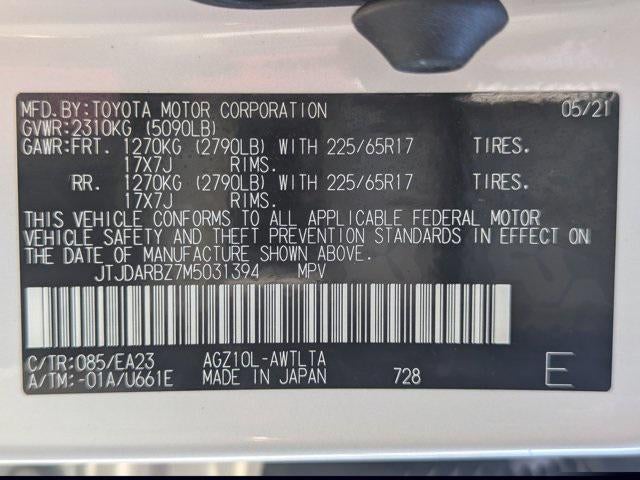 MFD.BY:TOYOTA MOTOR CORPORATION 05/21
GVWR:2310KG (5090LB)
GAWR:FRT. 1270KG (2790LB) WITH 225/65R17 TIRES.
17X7J RIMS.
RR. 1270KG (2790LB) WITH 225/65R17 TIRES.
17X7J RIMS.
THIS VEHICLE CONFORMS TO ALL APPLICABLE FEDERAL MOTOR
VEHICLE SAFETY AND THEFT PREVENTION STANDARDS IN EFFECT ON
THE DATE OF MANUFACTURE SHOWN ABOVE.
JTJDARBZ7M5031394 MPV
C/TR:085/EA23 AGZ10L-AWTLTA
A/TM:-01A/U661E MADE IN JAPAN 728 E